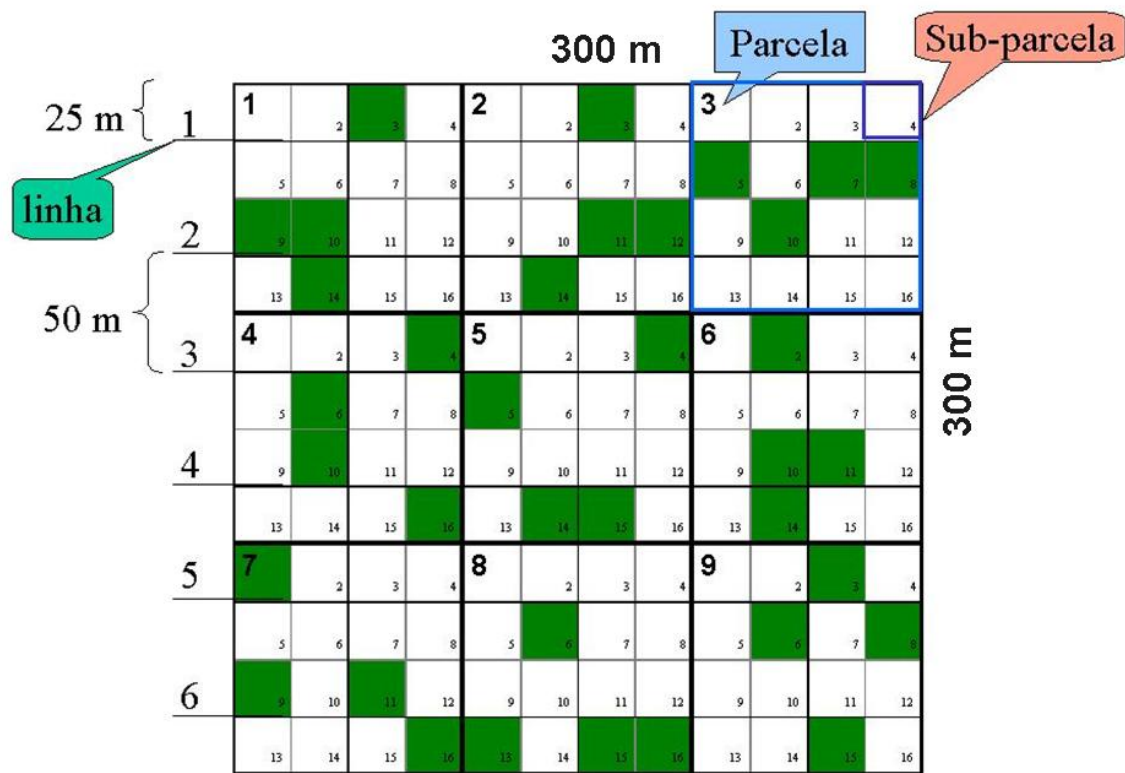 300 m
Parcela
Sub-parcela
25 m
1
linha
2
50 m
3
4
5
6
300 m
1 2 3 4 2 2 3 4 3 2 3 4
5 6 7 8 5 6 7 8 5 6 7 8
9 10 11 12 9 10 11 12 9 10 11 12
13 14 15 16 13 14 15 16 13 14 15 16
4 2 3 4 5 2 3 4 6 2 3 4
5 6 7 8 5 6 7 8 5 6 7 8
9 10 11 12 9 10 11 12 9 10 11 12
13 14 15 16 13 14 15 16 13 14 15 16
7 2 3 4 8 2 3 4 9 2 3 4
5 6 7 8 5 6 7 8 5 6 7 8
9 10 11 12 9 10 11 12 9 10 11 12
13 14 15 16 13 14 15 16 13 14 15 16